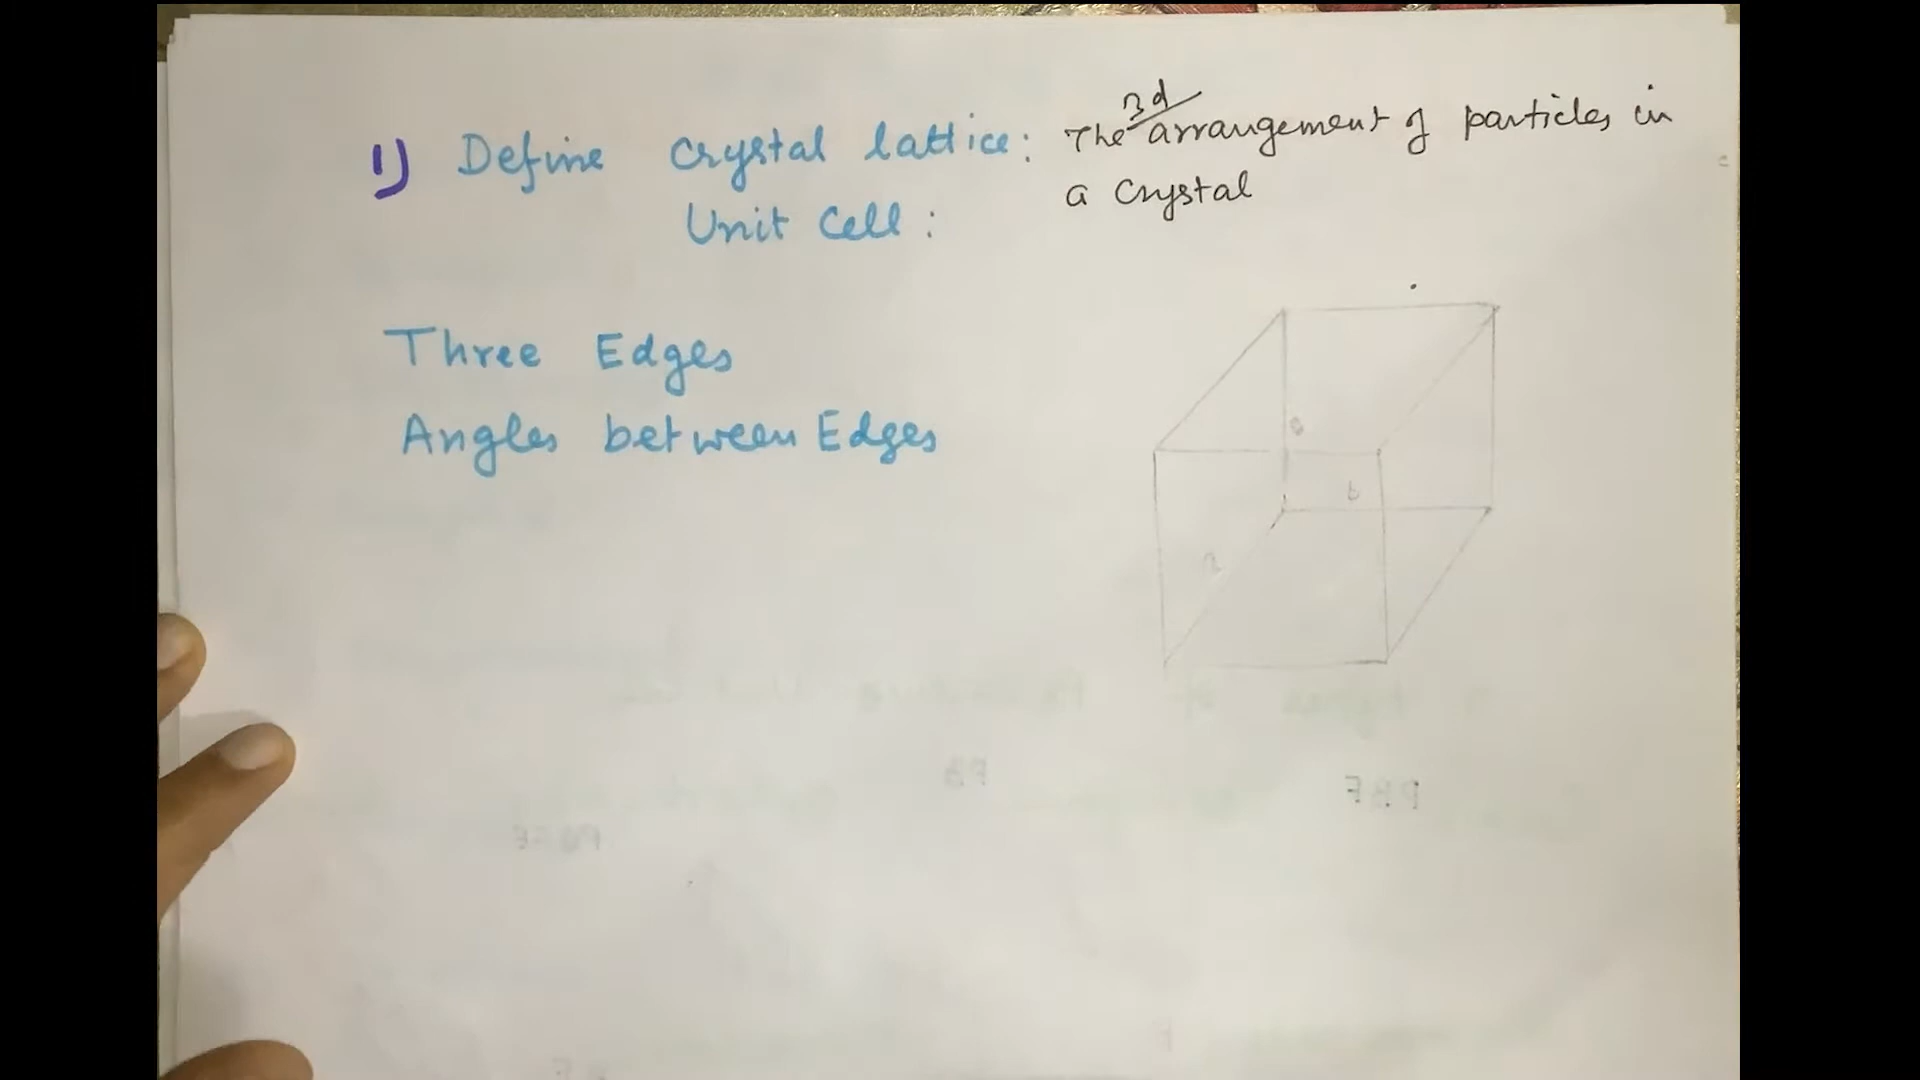 1) Define Crystal lattice: The 3d arrangement of particles in
a Crystal
Unit Cell:
Three Edges
Angles between Edges